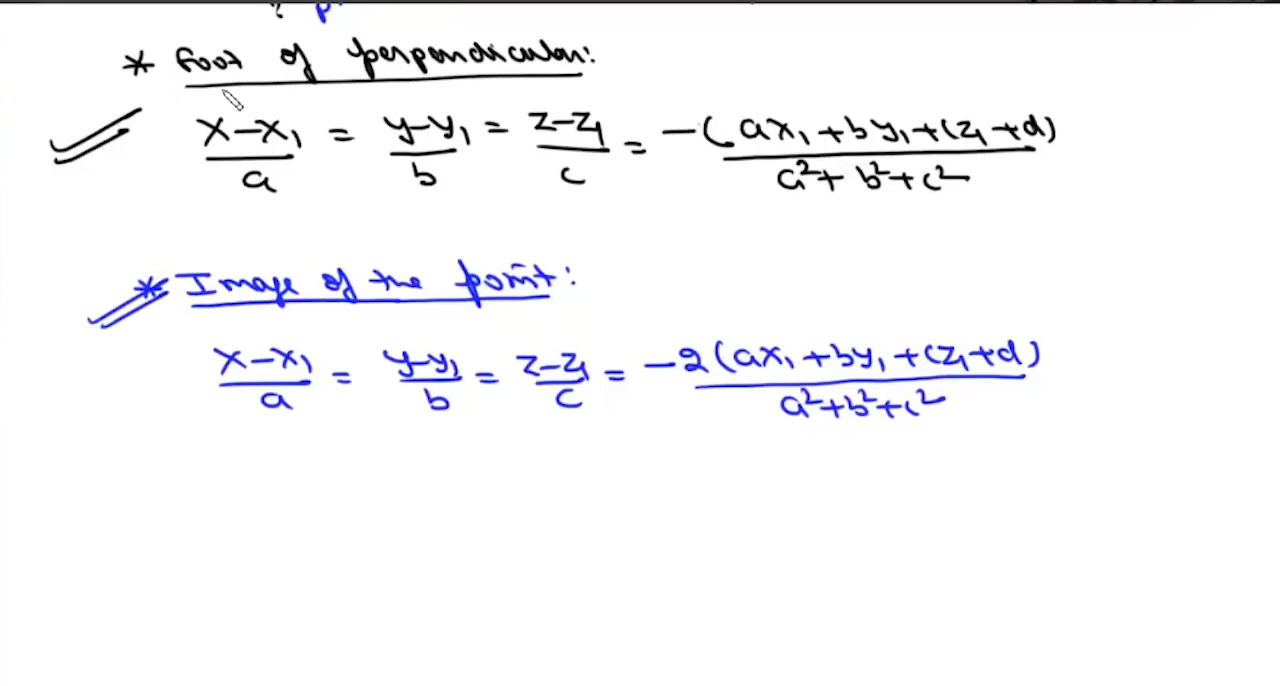 ? p
* Foot of perpendicular:
x-x₁/a = y-y₁/b = z-z₁/c = -(ax₁+by₁+cz₁+d)/a²+b²+c²
* Image of the point:
x-x₁/a = y-y₁/b = z-z₁/c = -2(ax₁+by₁+cz₁+d)/a²+b²+c²